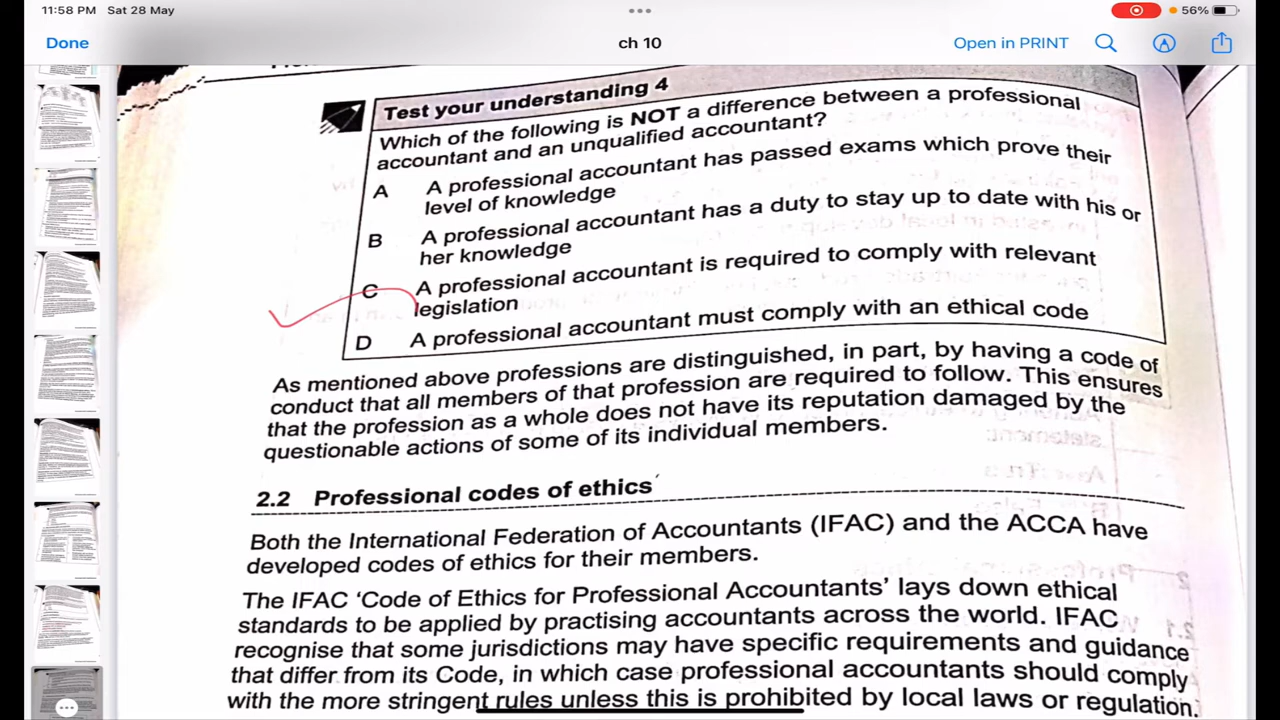 11:58 PM Sat 28 May
56%
Done
ch 10
Open in PRINT
Test your understanding 4
Which of the following is NOT a difference between a professional
accountant and an unqualified accountant?
A A professional accountant has passed exams which prove their
level of knowledge
B A professional accountant has a duty to stay up to date with his or
her knowledge
C A professional accountant is required to comply with relevant
legislation
D A professional accountant must comply with an ethical code
As mentioned above professions are distinguished, in part, by having a code of
conduct that all members of that profession are required to follow. This ensures
that the profession as a whole does not have its reputation damaged by the
questionable actions of some of its individual members.
2.2 Professional codes of ethics
Both the International Federation of Accountants (IFAC) and the ACCA have
developed codes of ethics for their members.
The IFAC ‘Code of Ethics for Professional Accountants’ lays down ethical
standards to be applied by practising accountants across the world. IFAC
recognise that some jurisdictions may have specific requirements and guidance
that differ from its Code, in which case professional accountants should comply
with the more stringent rules unless this is prohibited by local laws or regulation.